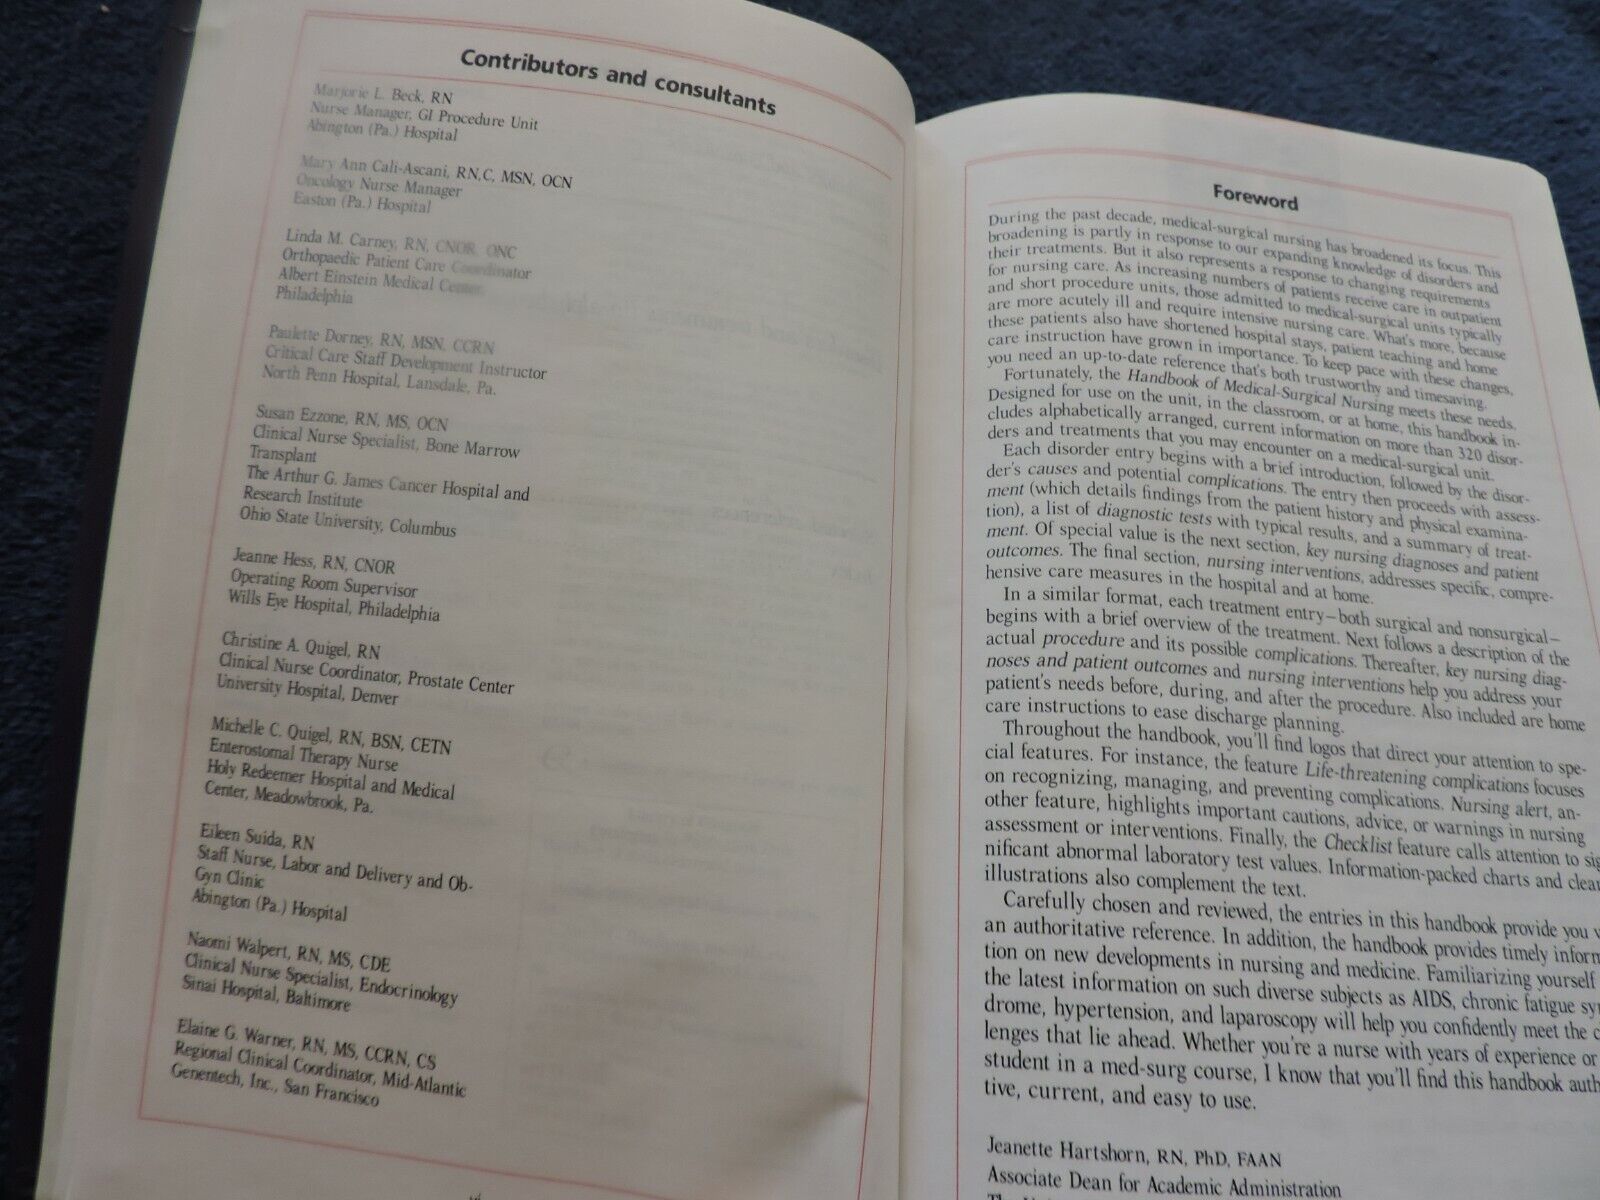 Contributors and consultants
Marjorie L. Beck, RN
Nurse Manager, GI Procedure Unit
Abington (Pa.) Hospital
Mary Ann Cali-Ascani, RN,C, MSN, OCN
Oncology Nurse Manager
Easton (Pa.) Hospital
Linda M. Carney, RN, CNOR, ONC
Orthopaedic Patient Care Coordinator
Albert Einstein Medical Center,
Philadelphia
Paulette Dorney, RN, MSN, CCRN
Critical Care Staff Development Instructor
North Penn Hospital, Lansdale, Pa.
Susan Ezzone, RN, MS, OCN
Clinical Nurse Specialist, Bone Marrow
Transplant
The Arthur G. James Cancer Hospital and
Research Institute
Ohio State University, Columbus
Jeanne Hess, RN, CNOR
Operating Room Supervisor
Wills Eye Hospital, Philadelphia
Christine A. Quigel, RN
Clinical Nurse Coordinator, Prostate Center
University Hospital, Denver
Michelle C. Quigel, RN, BSN, CETN
Enterostomal Therapy Nurse
Holy Redeemer Hospital and Medical
Center, Meadowbrook, Pa.
Eileen Suida, RN
Staff Nurse, Labor and Delivery and Ob-
Gyn Clinic
Abington (Pa.) Hospital
Naomi Walpert, RN, MS, CDE
Clinical Nurse Specialist, Endocrinology
Sinai Hospital, Baltimore
Elaine G. Warner, RN, MS, CCRN, CS
Regional Clinical Coordinator, Mid-Atlantic
Genentech, Inc., San Francisco
vi
Foreword
During the past decade, medical-surgical nursing has broadened its focus. This
broadening is partly in response to our expanding knowledge of disorders and
their treatments. But it also represents a response to changing requirements
for nursing care. As increasing numbers of patients receive care in outpatient
and short procedure units, those admitted to medical-surgical units typically
are more acutely ill and require intensive nursing care. What's more, because
these patients also have shortened hospital stays, patient teaching and home
care instruction have grown in importance. To keep pace with these changes,
you need an up-to-date reference that's both trustworthy and timesaving.
Fortunately, the Handbook of Medical-Surgical Nursing meets these needs.
Designed for use on the unit, in the classroom, or at home, this handbook in-
cludes alphabetically arranged, current information on more than 320 disor-
ders and treatments that you may encounter on a medical-surgical unit.
Each disorder entry begins with a brief introduction, followed by the disor-
der's causes and potential complications. The entry then proceeds with assess-
ment (which details findings from the patient history and physical examina-
tion), a list of diagnostic tests with typical results, and a summary of treat-
ment. Of special value is the next section, key nursing diagnoses and patient
outcomes. The final section, nursing interventions, addresses specific, compre-
hensive care measures in the hospital and at home.
In a similar format, each treatment entry—both surgical and nonsurgical—
begins with a brief overview of the treatment. Next follows a description of the
actual procedure and its possible complications. Thereafter, key nursing diag-
noses and patient outcomes and nursing interventions help you address your
patient's needs before, during, and after the procedure. Also included are home
care instructions to ease discharge planning.
Throughout the handbook, you'll find logos that direct your attention to spe-
cial features. For instance, the feature Life-threatening complications focuses
on recognizing, managing, and preventing complications. Nursing alert, an-
other feature, highlights important cautions, advice, or warnings in nursing
assessment or interventions. Finally, the Checklist feature calls attention to sig
nificant abnormal laboratory test values. Information-packed charts and clear
illustrations also complement the text.
Carefully chosen and reviewed, the entries in this handbook provide you
an authoritative reference. In addition, the handbook provides timely inform
tion on new developments in nursing and medicine. Familiarizing yourself
the latest information on such diverse subjects as AIDS, chronic fatigue sy
drome, hypertension, and laparoscopy will help you confidently meet the c
lenges that lie ahead. Whether you're a nurse with years of experience or
student in a med-surg course, I know that you'll find this handbook auth
tive, current, and easy to use.
Jeanette Hartshorn, RN, PhD, FAAN
Associate Dean for Academic Administration